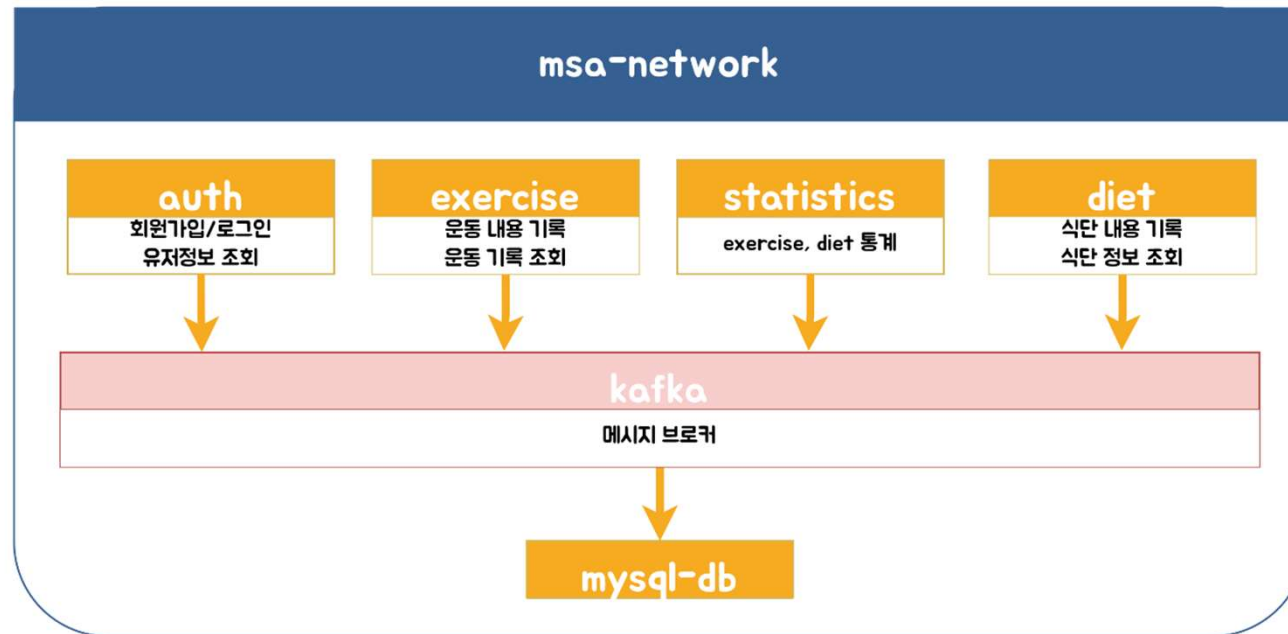 msa-network
auth
회원가입/로그인
유저정보 조회
exercise
운동 내용 기록
운동 기록 조회
statistics
exercise, diet 통계
diet
식단 내용 기록
식단 정보 조회
kafka
메시지 브로커
mysql-db